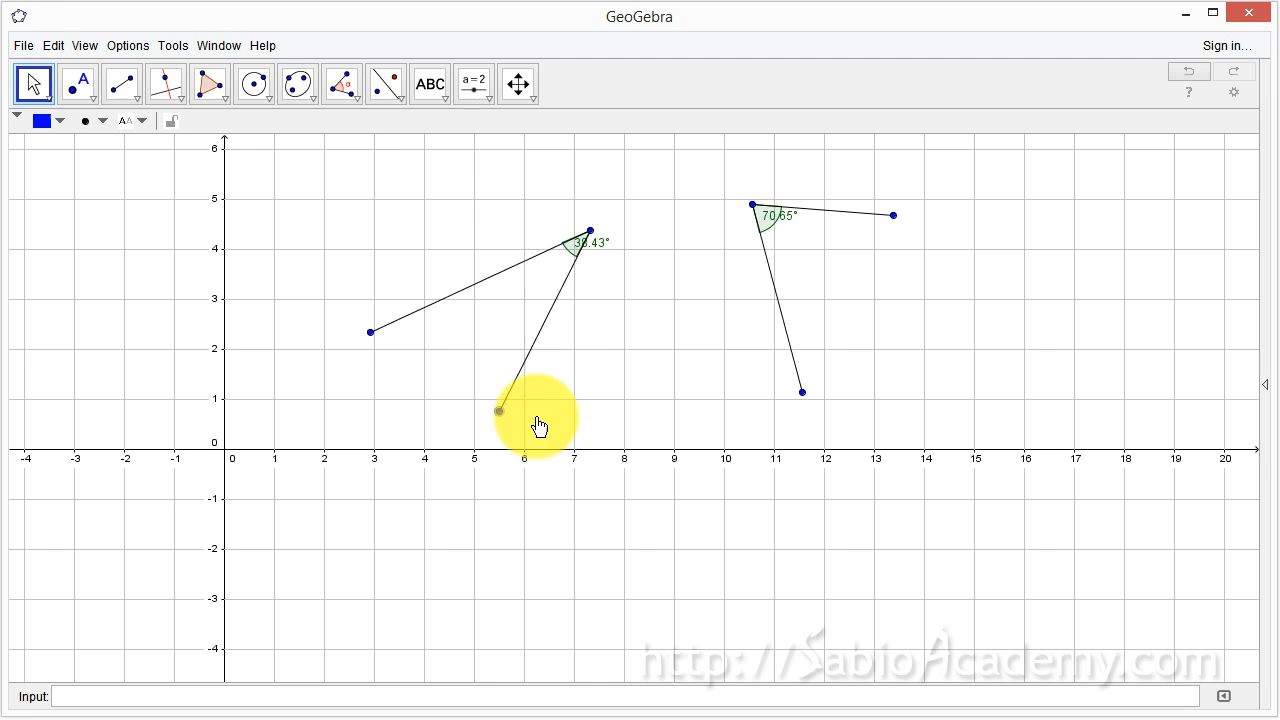 GeoGebra
File Edit View Options Tools Window Help Sign in...
A α ABC a=2 ?
AA
6
5
4
3
2
1
0
-4 -3 -2 -1 0 1 2 3 4 5 6 7 8 9 10 11 12 13 14 15 16 17 18 19 20
-1
-2
-3
-4
38.43°
70.65°
http://SabioAcademy.com
Input: